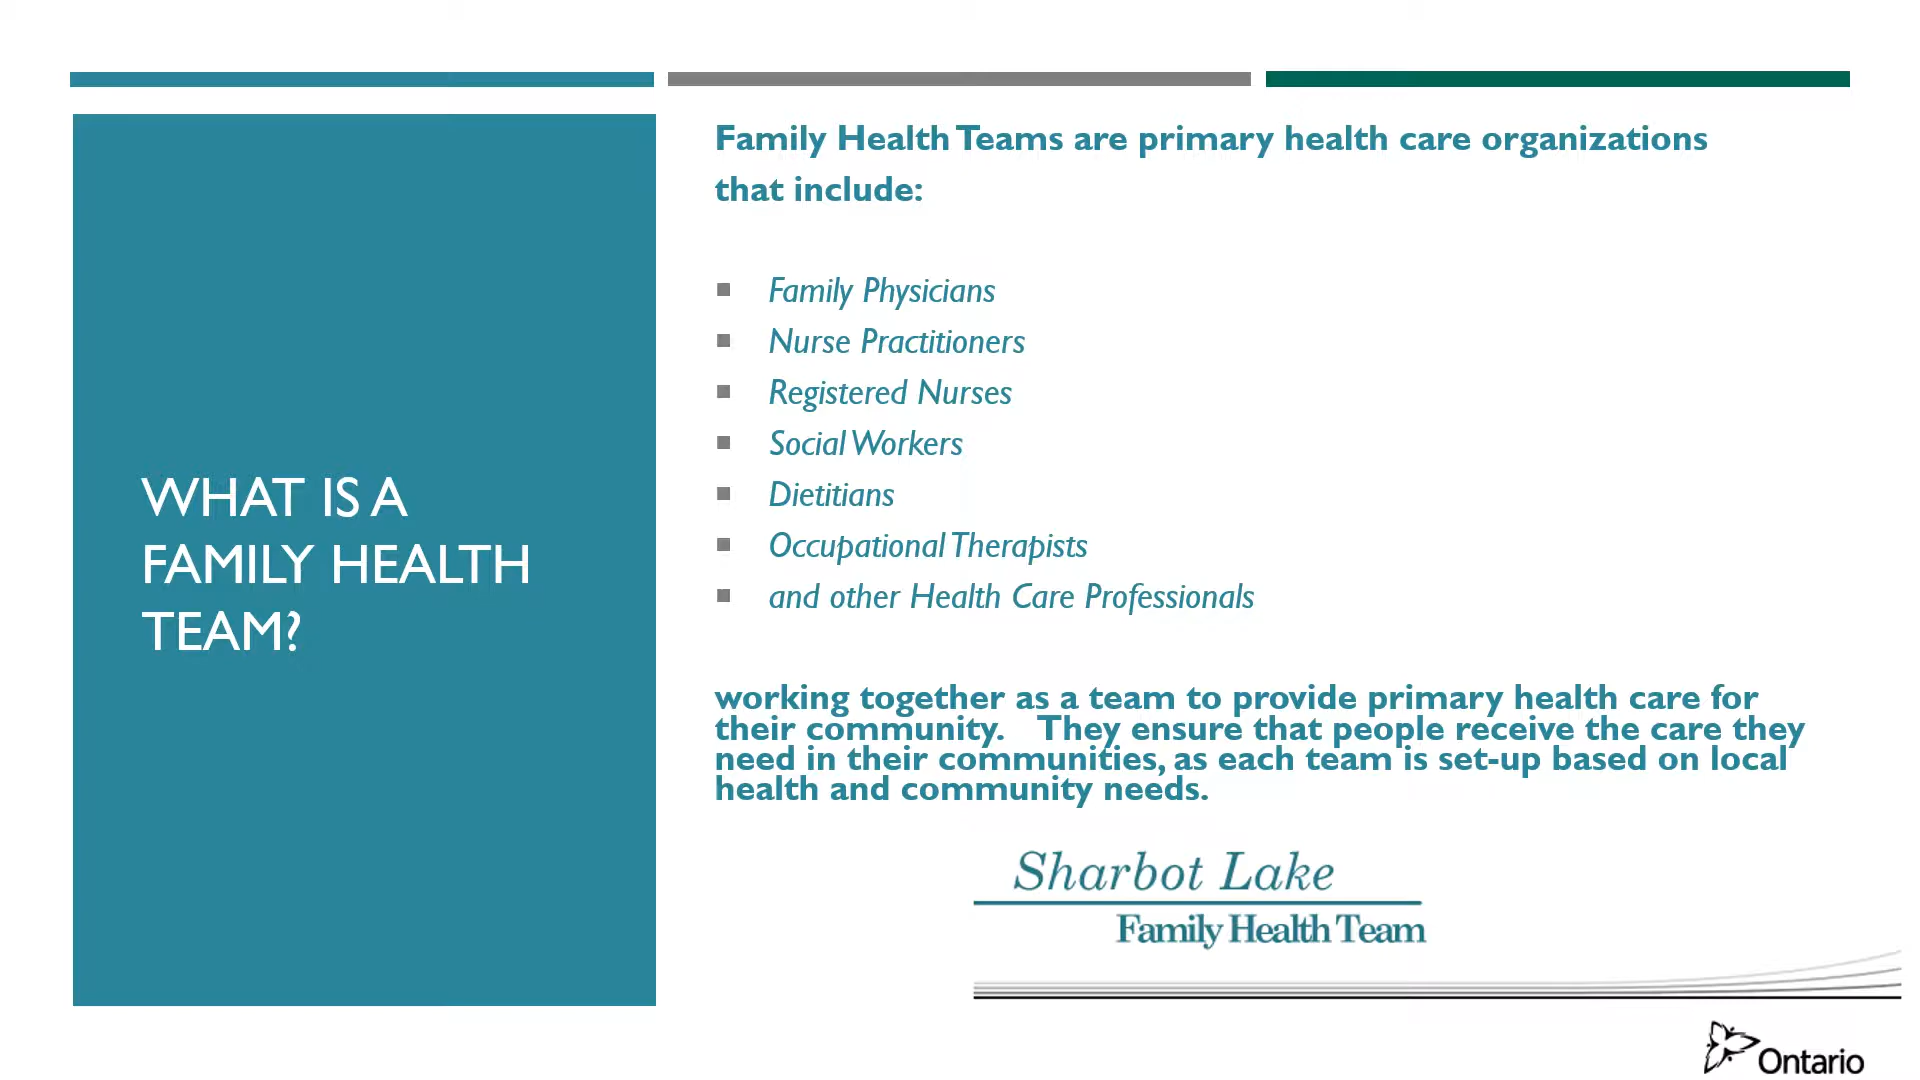 WHAT IS A
FAMILY HEALTH
TEAM?
Family Health Teams are primary health care organizations
that include:
Family Physicians
Nurse Practitioners
Registered Nurses
Social Workers
Dietitians
Occupational Therapists
and other Health Care Professionals
working together as a team to provide primary health care for
their community. They ensure that people receive the care they
need in their communities, as each team is set-up based on local
health and community needs.
Sharbot Lake
Family Health Team
Ontario